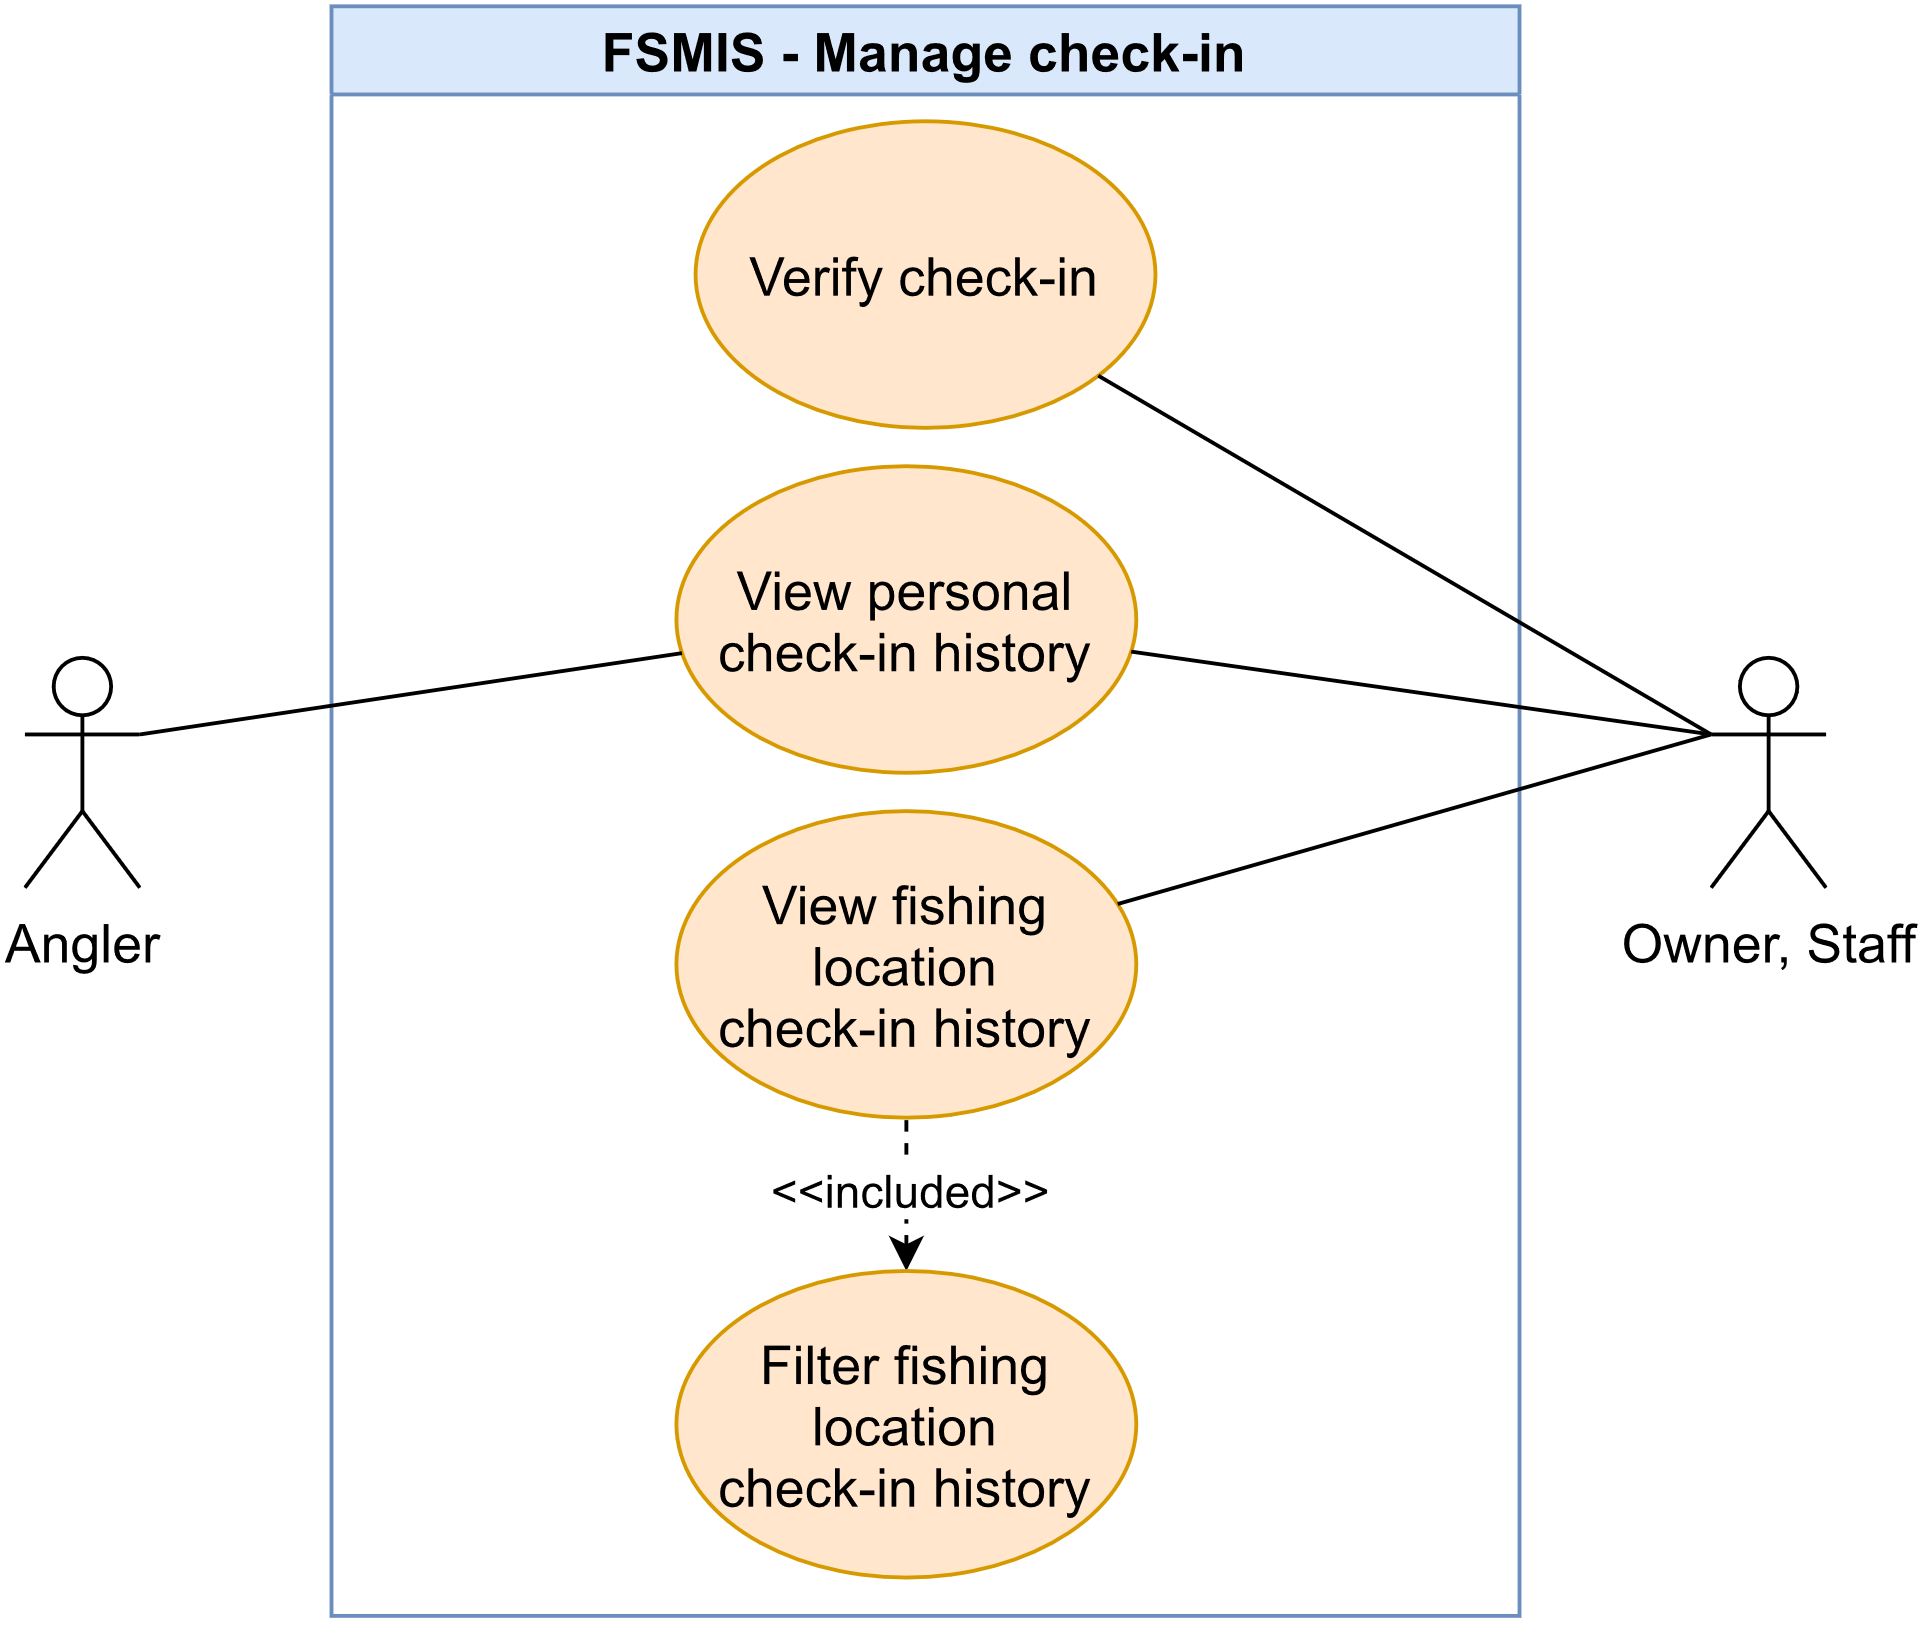 FSMIS - Manage check-in
Verify check-in
View personal
check-in history
Angler
Owner, Staff
View fishing
location
check-in history
<<included>>
Filter fishing
location
check-in history